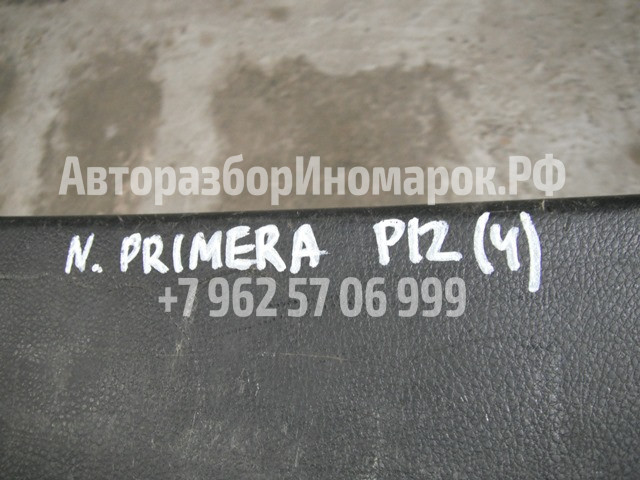 АвторазборИномарок.РФ
N. PRIMERA P12 (4)
+7 962 57 06 999